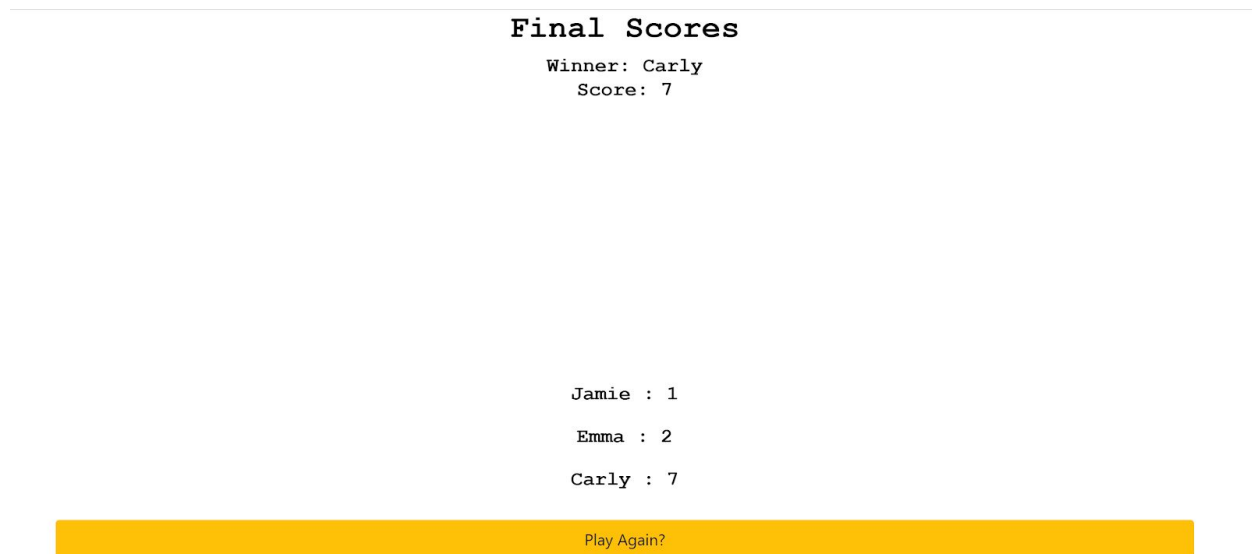 Final Scores
Winner: Carly
Score: 7
Jamie : 1
Emma : 2
Carly : 7
Play Again?